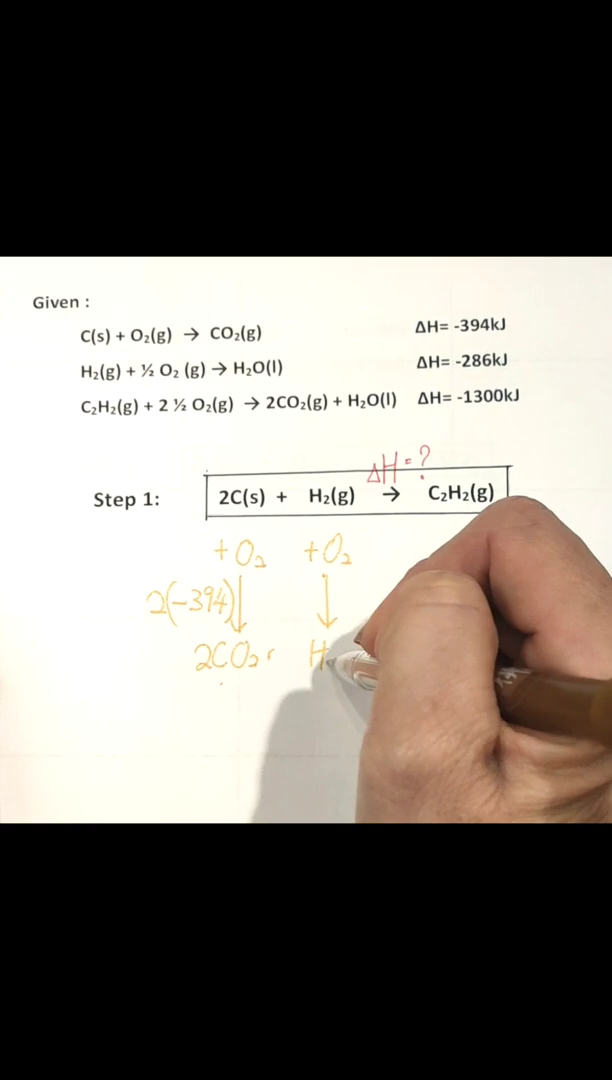 Given :
C(s) + O₂(g) → CO₂(g) ΔH= -394kJ
H₂(g) + ½ O₂ (g) → H₂O(l) ΔH= -286kJ
C₂H₂(g) + 2 ½ O₂(g) → 2CO₂(g) + H₂O(l) ΔH= -1300kJ
ΔH=?
Step 1: 2C(s) + H₂(g) → C₂H₂(g)
+O₂ +O₂
2(-394)↓ ↓
2CO₂ H